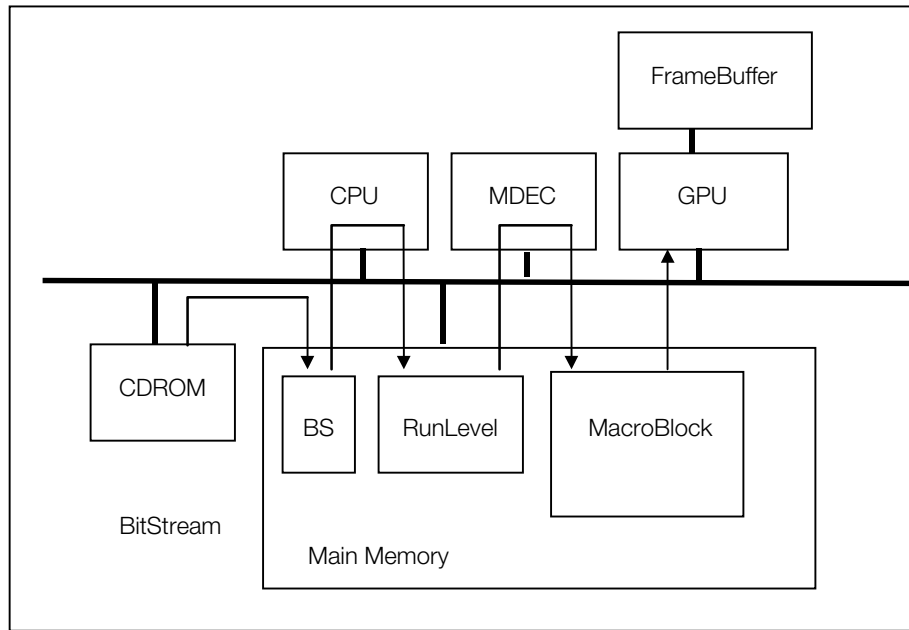 FrameBuffer
CPU
MDEC
GPU
CDROM
BS
RunLevel
MacroBlock
BitStream
Main Memory